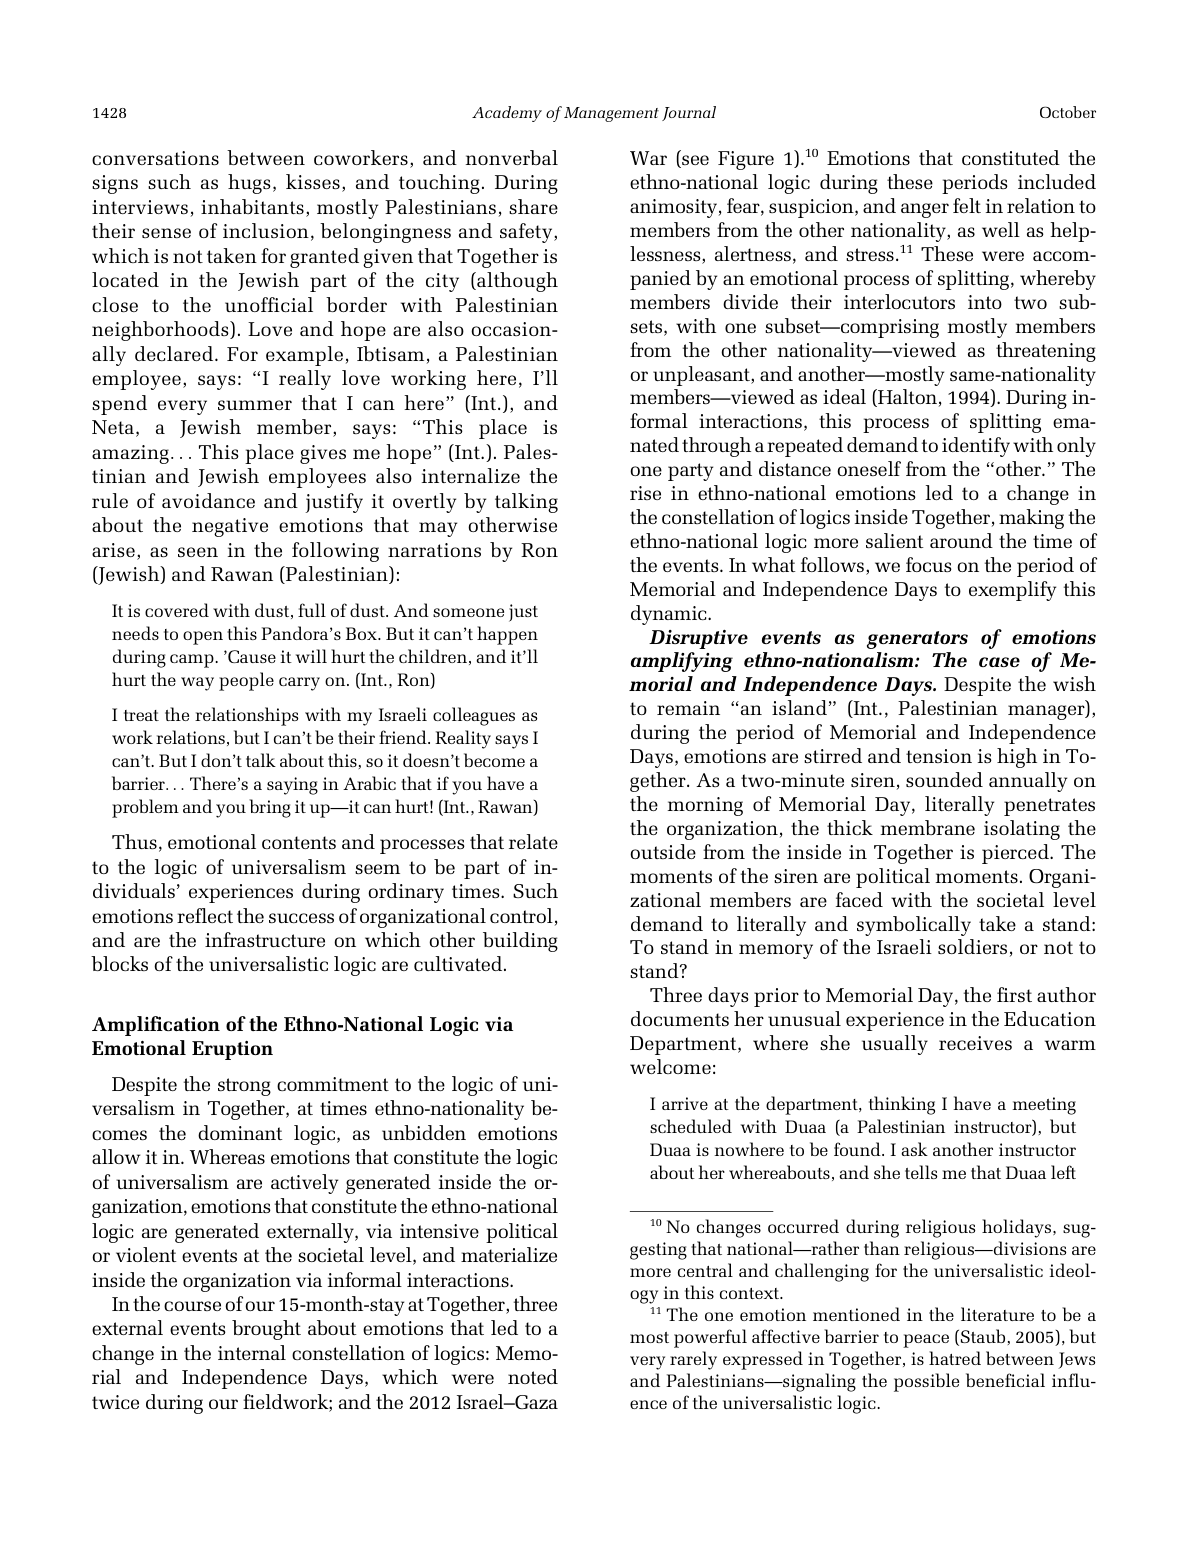 1428
Academy of Management Journal
October
conversations between coworkers, and nonverbal
signs such as hugs, kisses, and touching. During
interviews, inhabitants, mostly Palestinians, share
their sense of inclusion, belongingness and safety,
which is not taken for granted given that Together is
located in the Jewish part of the city (although
close to the unofficial border with Palestinian
neighborhoods). Love and hope are also occasion-
ally declared. For example, Ibtisam, a Palestinian
employee, says: “I really love working here, I’ll
spend every summer that I can here” (Int.), and
Neta, a Jewish member, says: “This place is
amazing... This place gives me hope” (Int.). Pales-
tinian and Jewish employees also internalize the
rule of avoidance and justify it overtly by talking
about the negative emotions that may otherwise
arise, as seen in the following narrations by Ron
(Jewish) and Rawan (Palestinian):
It is covered with dust, full of dust. And someone just
needs to open this Pandora’s Box. But it can’t happen
during camp. ’Cause it will hurt the children, and it’ll
hurt the way people carry on. (Int., Ron)
I treat the relationships with my Israeli colleagues as
work relations, but I can’t be their friend. Reality says I
can’t. But I don’t talk about this, so it doesn’t become a
barrier... There’s a saying in Arabic that if you have a
problem and you bring it up—it can hurt! (Int., Rawan)
Thus, emotional contents and processes that relate
to the logic of universalism seem to be part of in-
dividuals’ experiences during ordinary times. Such
emotions reflect the success of organizational control,
and are the infrastructure on which other building
blocks of the universalistic logic are cultivated.
Amplification of the Ethno-National Logic via
Emotional Eruption
Despite the strong commitment to the logic of uni-
versalism in Together, at times ethno-nationality be-
comes the dominant logic, as unbidden emotions
allow it in. Whereas emotions that constitute the logic
of universalism are actively generated inside the or-
ganization, emotions that constitute the ethno-national
logic are generated externally, via intensive political
or violent events at the societal level, and materialize
inside the organization via informal interactions.
In the course of our 15-month-stay at Together, three
external events brought about emotions that led to a
change in the internal constellation of logics: Memo-
rial and Independence Days, which were noted
twice during our fieldwork; and the 2012 Israel–Gaza
War (see Figure 1).10 Emotions that constituted the
ethno-national logic during these periods included
animosity, fear, suspicion, and anger felt in relation to
members from the other nationality, as well as help-
lessness, alertness, and stress.11 These were accom-
panied by an emotional process of splitting, whereby
members divide their interlocutors into two sub-
sets, with one subset—comprising mostly members
from the other nationality—viewed as threatening
or unpleasant, and another—mostly same-nationality
members—viewed as ideal (Halton, 1994). During in-
formal interactions, this process of splitting ema-
nated through a repeated demand to identify with only
one party and distance oneself from the “other.” The
rise in ethno-national emotions led to a change in
the constellation of logics inside Together, making the
ethno-national logic more salient around the time of
the events. In what follows, we focus on the period of
Memorial and Independence Days to exemplify this
dynamic.
Disruptive events as generators of emotions
amplifying ethno-nationalism: The case of Me-
morial and Independence Days. Despite the wish
to remain “an island” (Int., Palestinian manager),
during the period of Memorial and Independence
Days, emotions are stirred and tension is high in To-
gether. As a two-minute siren, sounded annually on
the morning of Memorial Day, literally penetrates
the organization, the thick membrane isolating the
outside from the inside in Together is pierced. The
moments of the siren are political moments. Organi-
zational members are faced with the societal level
demand to literally and symbolically take a stand:
To stand in memory of the Israeli soldiers, or not to
stand?
Three days prior to Memorial Day, the first author
documents her unusual experience in the Education
Department, where she usually receives a warm
welcome:
I arrive at the department, thinking I have a meeting
scheduled with Duaa (a Palestinian instructor), but
Duaa is nowhere to be found. I ask another instructor
about her whereabouts, and she tells me that Duaa left
10 No changes occurred during religious holidays, sug-
gesting that national—rather than religious—divisions are
more central and challenging for the universalistic ideol-
ogy in this context.
11 The one emotion mentioned in the literature to be a
most powerful affective barrier to peace (Staub, 2005), but
very rarely expressed in Together, is hatred between Jews
and Palestinians—signaling the possible beneficial influ-
ence of the universalistic logic.